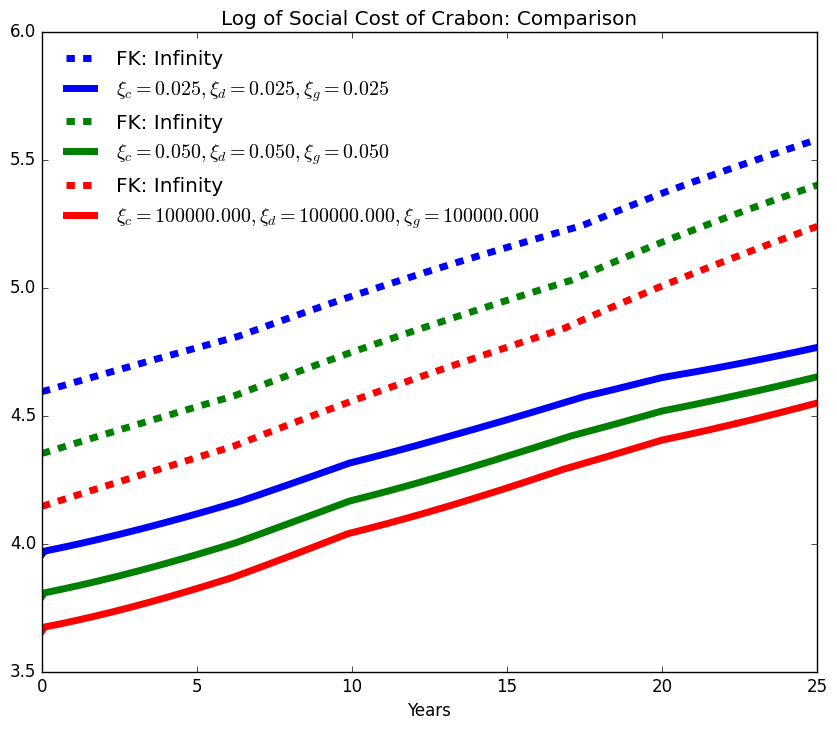 Log of Social Cost of Crabon: Comparison
6.0
5.5
5.0
4.5
4.0
3.5
FK: Infinity
ξc = 0.025, ξd = 0.025, ξg = 0.025
FK: Infinity
ξc = 0.050, ξd = 0.050, ξg = 0.050
FK: Infinity
ξc = 100000.000, ξd = 100000.000, ξg = 100000.000
0 5 10 15 20 25
Years